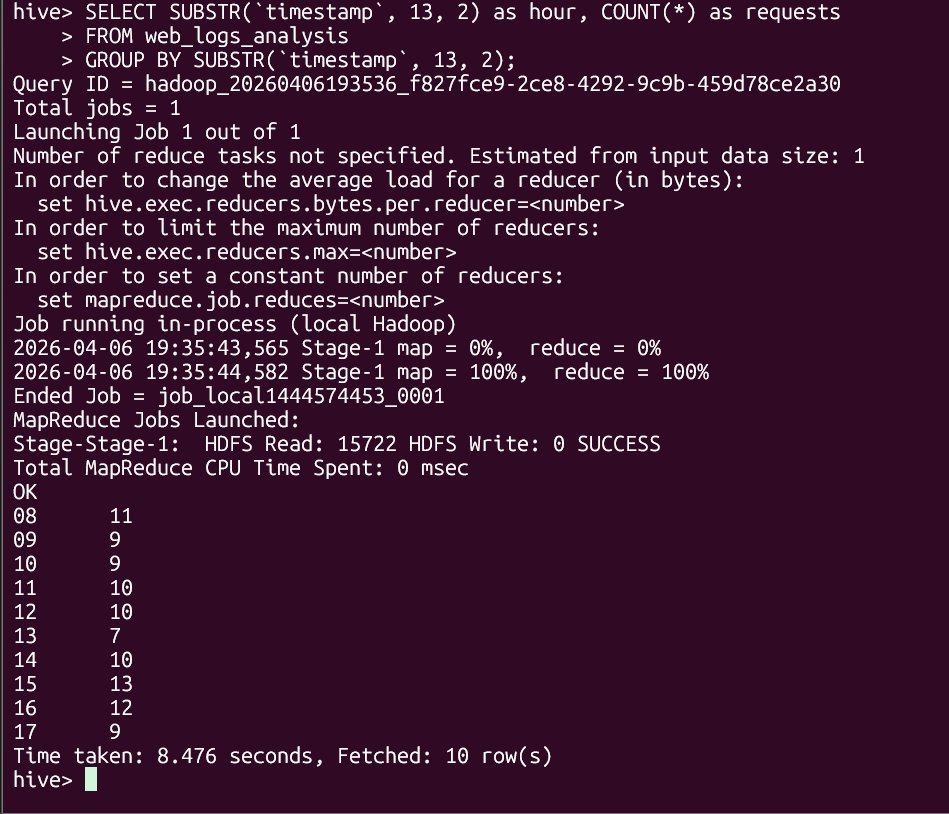 hive> SELECT SUBSTR(`timestamp`, 13, 2) as hour, COUNT(*) as requests
    > FROM web_logs_analysis
    > GROUP BY SUBSTR(`timestamp`, 13, 2);
Query ID = hadoop_20260406193536_f827fce9-2ce8-4292-9c9b-459d78ce2a30
Total jobs = 1
Launching Job 1 out of 1
Number of reduce tasks not specified. Estimated from input data size: 1
In order to change the average load for a reducer (in bytes):
  set hive.exec.reducers.bytes.per.reducer=<number>
In order to limit the maximum number of reducers:
  set hive.exec.reducers.max=<number>
In order to set a constant number of reducers:
  set mapreduce.job.reduces=<number>
Job running in-process (local Hadoop)
2026-04-06 19:35:43,565 Stage-1 map = 0%,  reduce = 0%
2026-04-06 19:35:44,582 Stage-1 map = 100%,  reduce = 100%
Ended Job = job_local1444574453_0001
MapReduce Jobs Launched:
Stage-Stage-1:  HDFS Read: 15722 HDFS Write: 0 SUCCESS
Total MapReduce CPU Time Spent: 0 msec
OK
08	11
09	9
10	9
11	10
12	10
13	7
14	10
15	13
16	12
17	9
Time taken: 8.476 seconds, Fetched: 10 row(s)
hive>